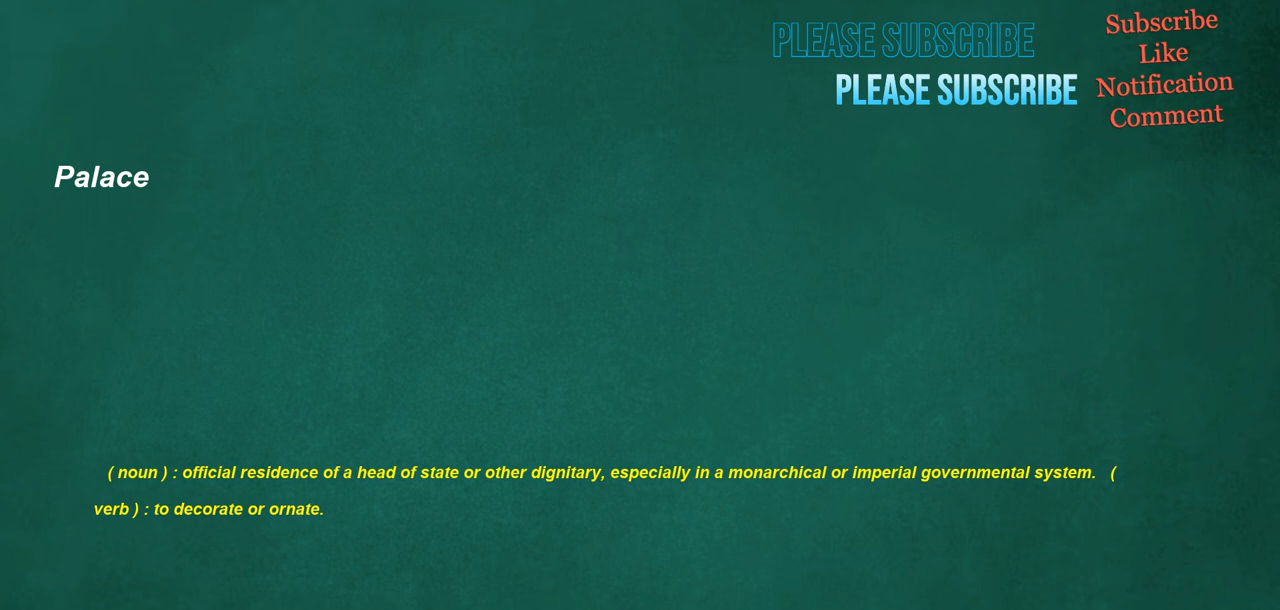 PLEASE SUBSCRIBE
PLEASE SUBSCRIBE
Subscribe
Like
Notification
Comment
Palace
( noun ) : official residence of a head of state or other dignitary, especially in a monarchical or imperial governmental system. (
verb ) : to decorate or ornate.